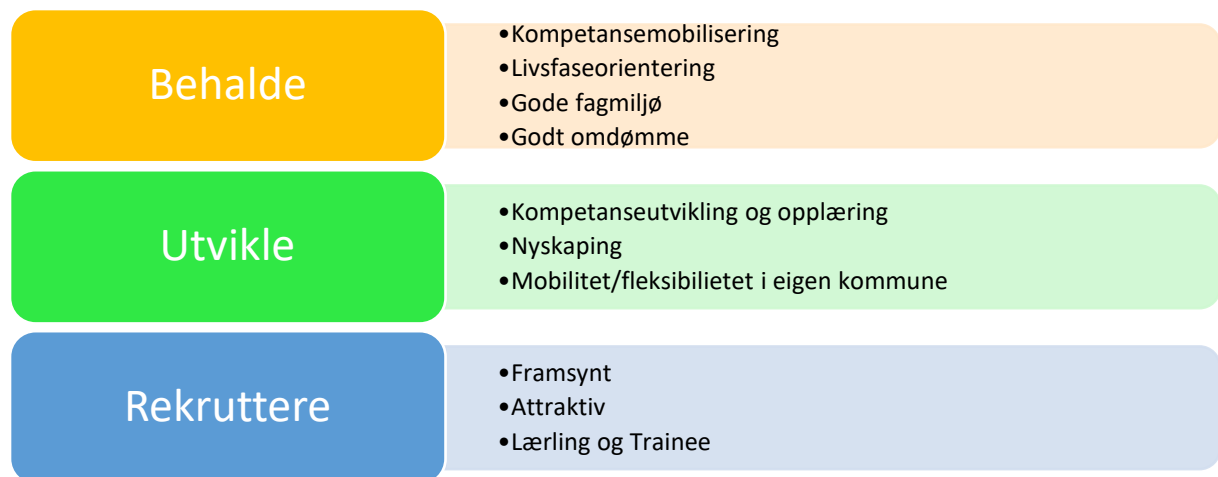 Behalde
•Kompetansemobilisering
•Livsfaseorientering
•Gode fagmiljø
•Godt omdømme
Utvikle
•Kompetanseutvikling og opplæring
•Nyskaping
•Mobilitet/fleksibilietet i eigen kommune
Rekruttere
•Framsynt
•Attraktiv
•Lærling og Trainee